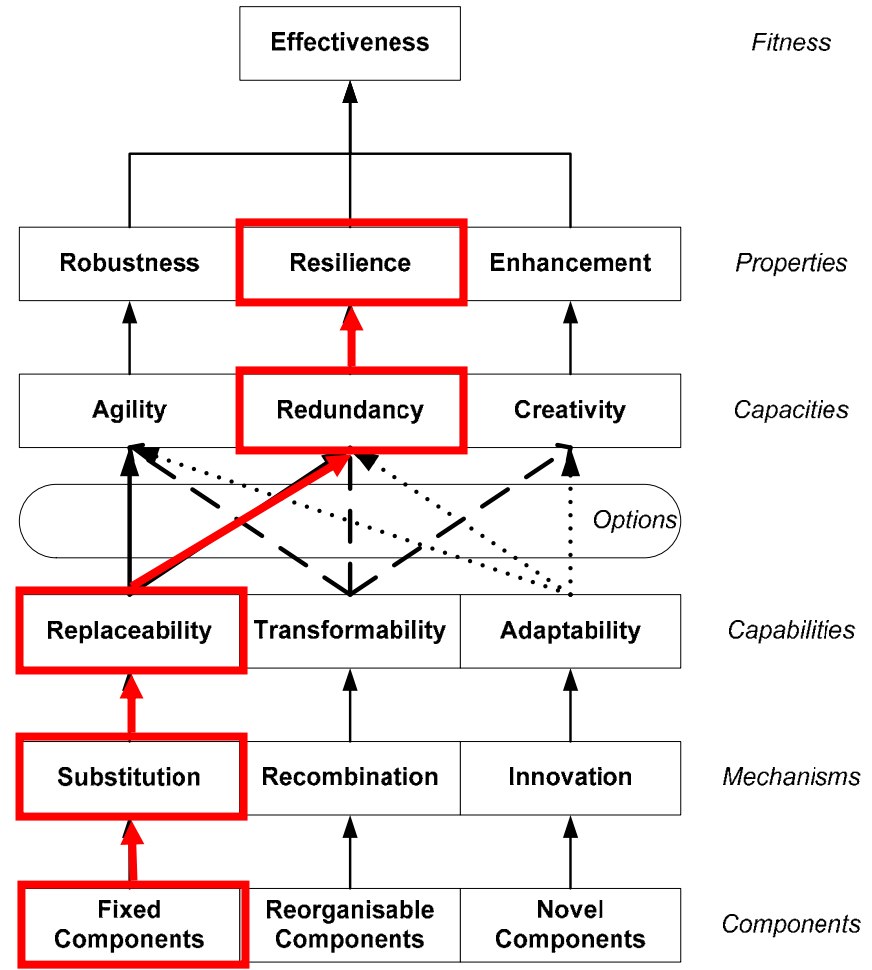 Effectiveness
Fitness
Robustness
Resilience
Enhancement
Properties
Agility
Redundancy
Creativity
Capacities
Options
Replaceability
Transformability
Adaptability
Capabilities
Substitution
Recombination
Innovation
Mechanisms
Fixed
Components
Reorganisable
Components
Novel
Components
Components